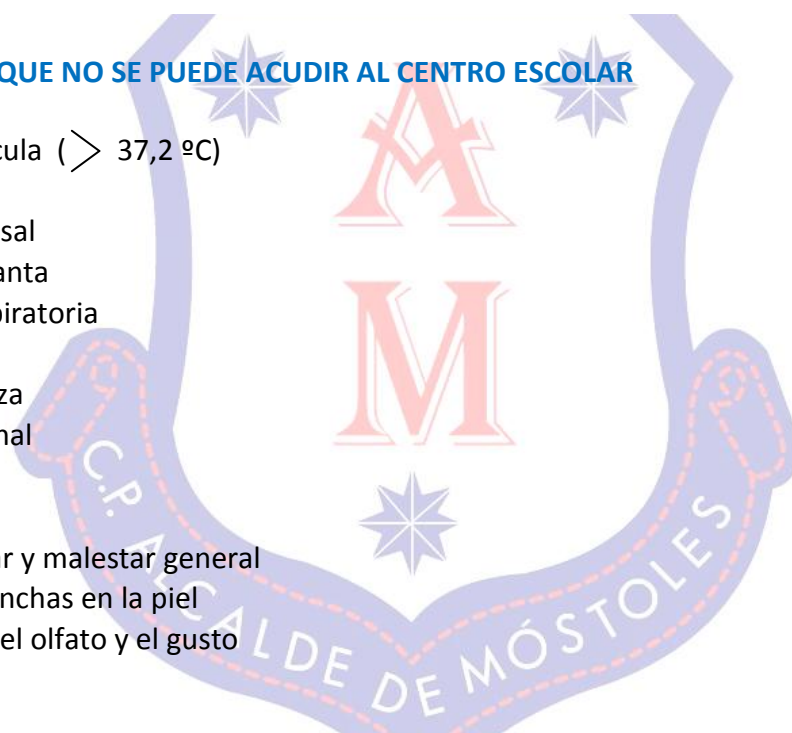 QUE NO SE PUEDE ACUDIR AL CENTRO ESCOLAR
cula ( > 37,2 ºC)
sal
anta
piratoria
za
nal
ar y malestar general
nchas en la piel
el olfato y el gusto
A
M
C.P. ALCALDE DE MÓSTOLES